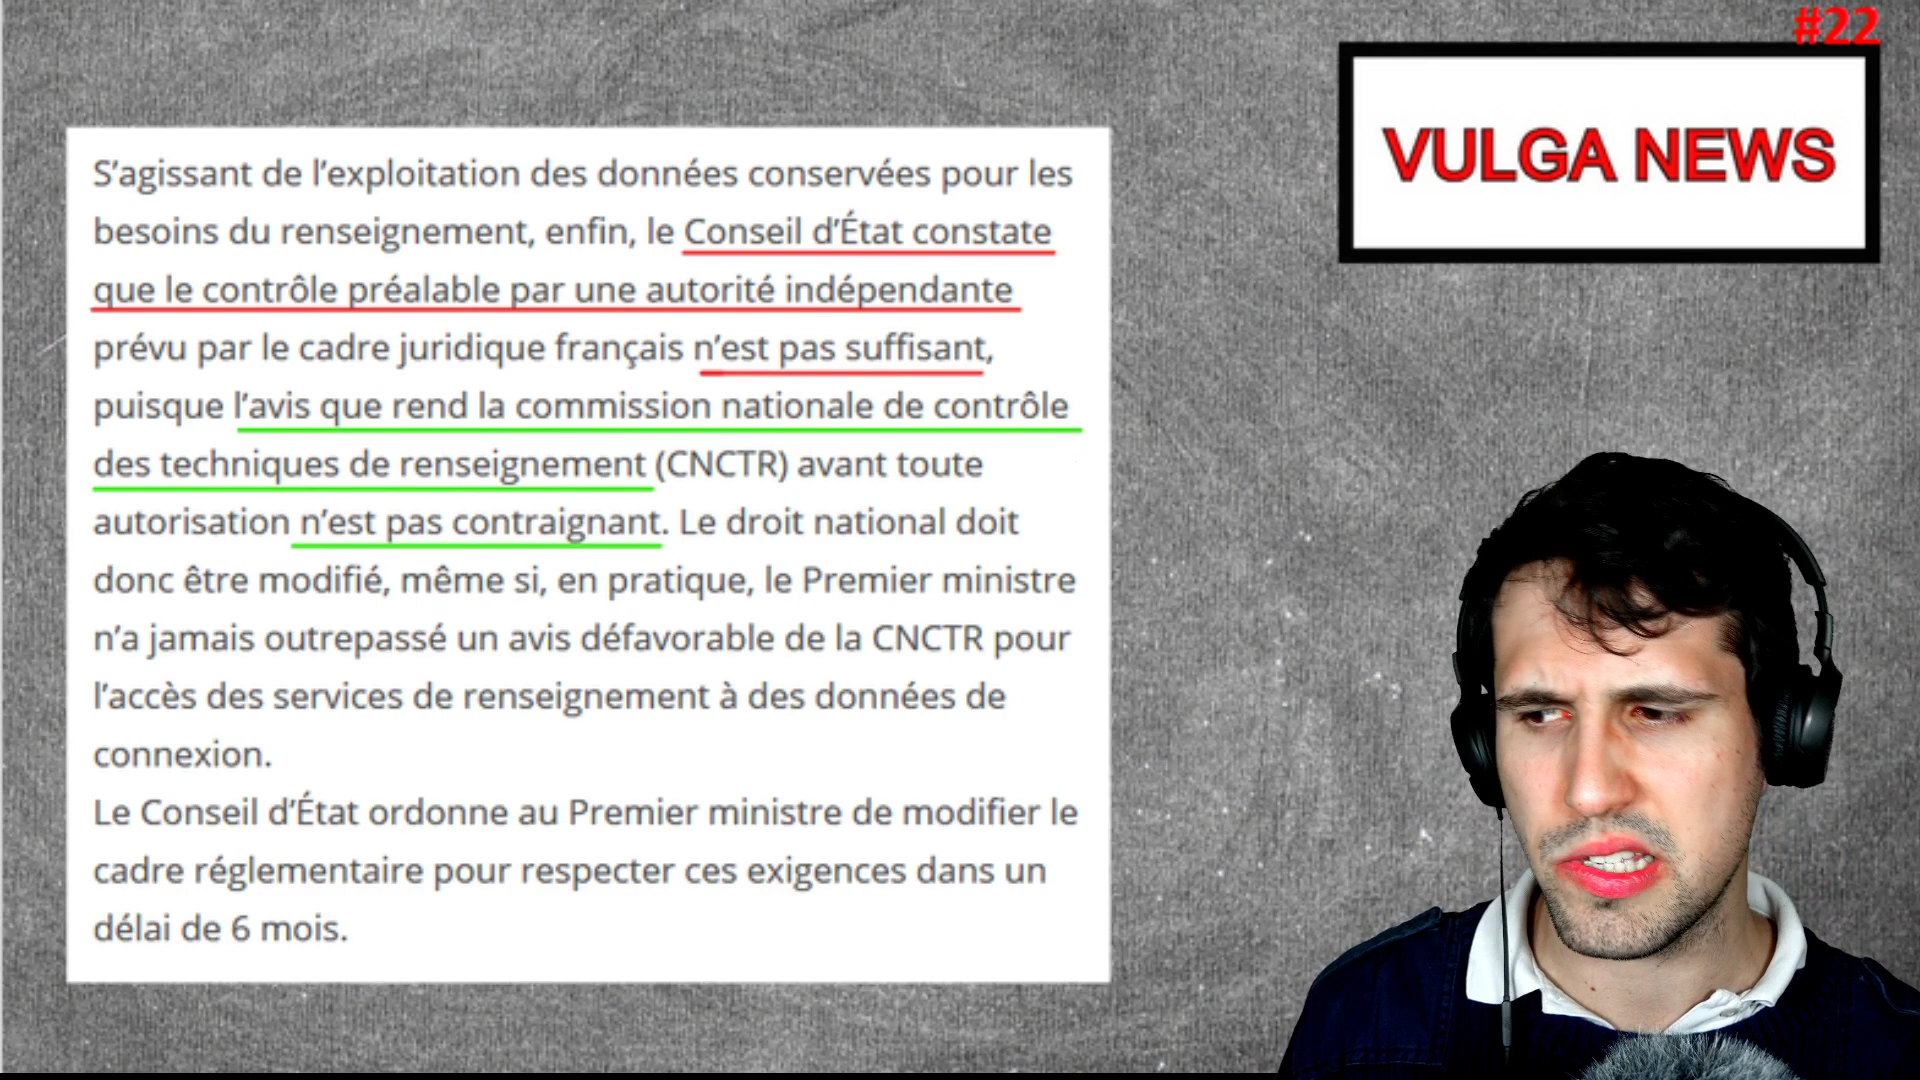 #22
VULGA NEWS
S’agissant de l’exploitation des données conservées pour les
besoins du renseignement, enfin, le Conseil d’État constate
que le contrôle préalable par une autorité indépendante
prévu par le cadre juridique français n’est pas suffisant,
puisque l’avis que rend la commission nationale de contrôle
des techniques de renseignement (CNCTR) avant toute
autorisation n’est pas contraignant. Le droit national doit
donc être modifié, même si, en pratique, le Premier ministre
n’a jamais outrepassé un avis défavorable de la CNCTR pour
l’accès des services de renseignement à des données de
connexion.
Le Conseil d’État ordonne au Premier ministre de modifier le
cadre réglementaire pour respecter ces exigences dans un
délai de 6 mois.